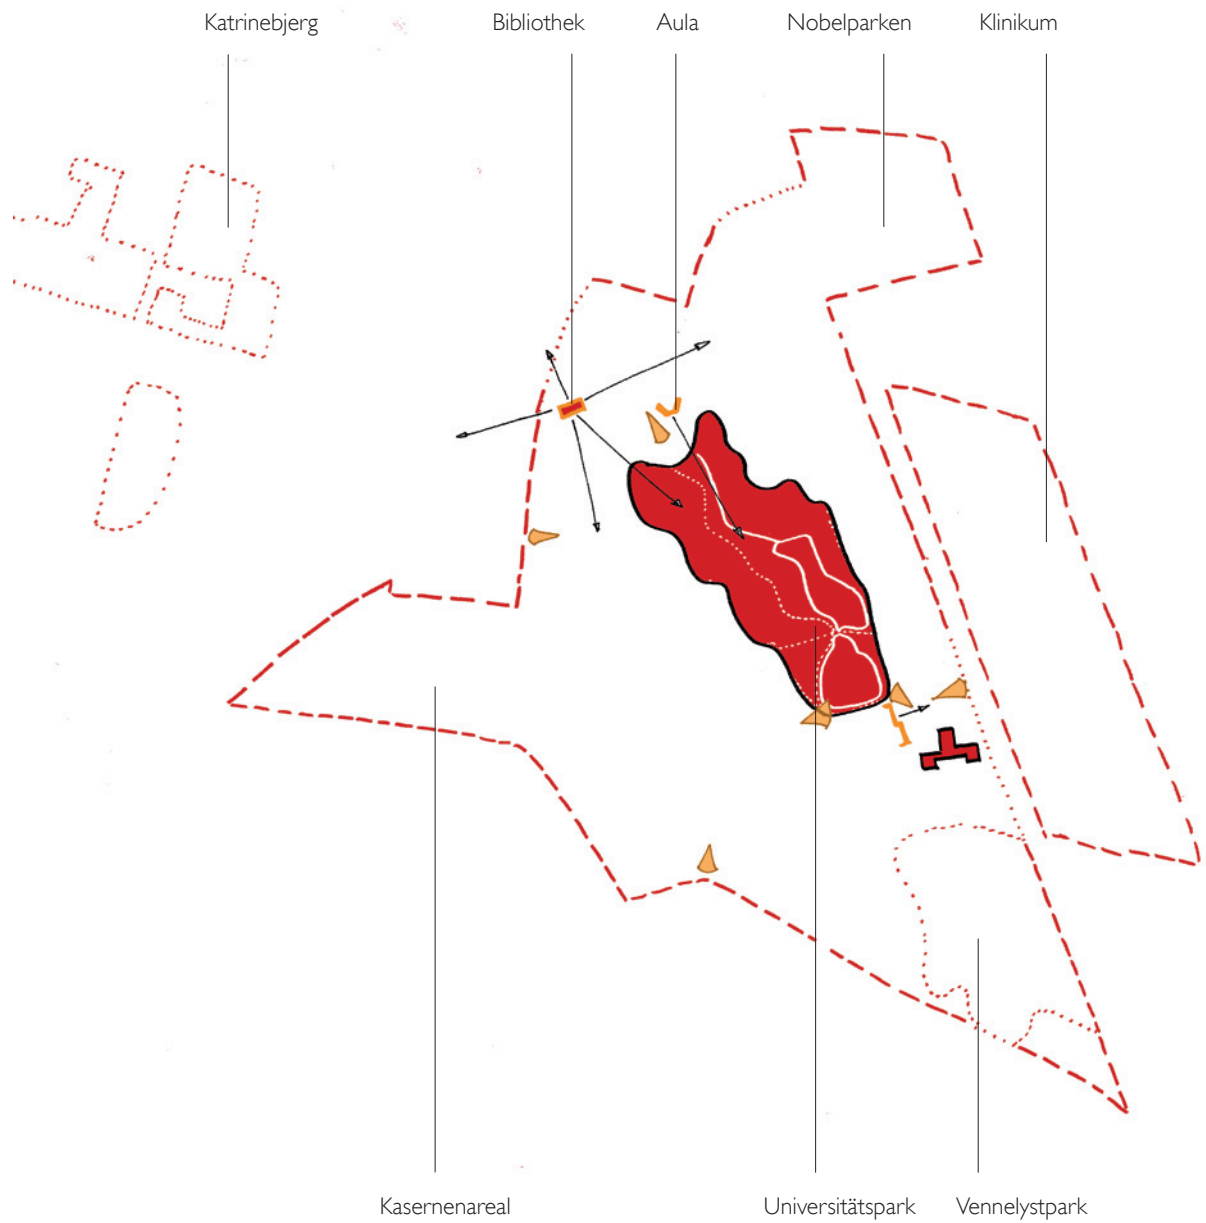 Katrinebjerg
Bibliothek
Aula
Nobelparken
Klinikum
Kasernenareal
Universitätspark
Vennelystpark